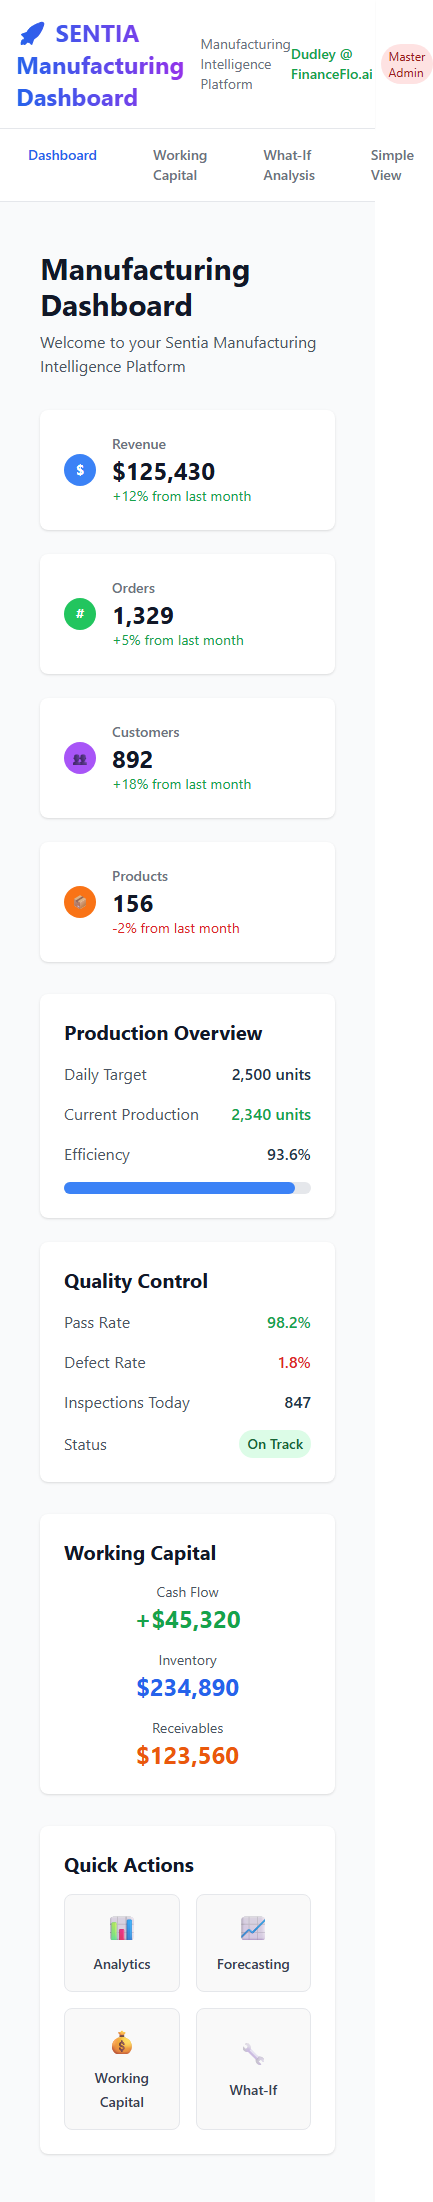 SENTIA
Manufacturing
Dashboard
Manufacturing
Intelligence
Platform
Dudley @
FinanceFlo.ai
Master
Admin
Dashboard
Working
Capital
What-If
Analysis
Simple
View
Manufacturing
Dashboard
Welcome to your Sentia Manufacturing
Intelligence Platform
$
Revenue
$125,430
+12% from last month
#
Orders
1,329
+5% from last month
Customers
892
+18% from last month
Products
156
-2% from last month
Production Overview
Daily Target 2,500 units
Current Production 2,340 units
Efficiency 93.6%
Quality Control
Pass Rate 98.2%
Defect Rate 1.8%
Inspections Today 847
Status On Track
Working Capital
Cash Flow
+$45,320
Inventory
$234,890
Receivables
$123,560
Quick Actions
Analytics
Forecasting
Working
Capital
What-If